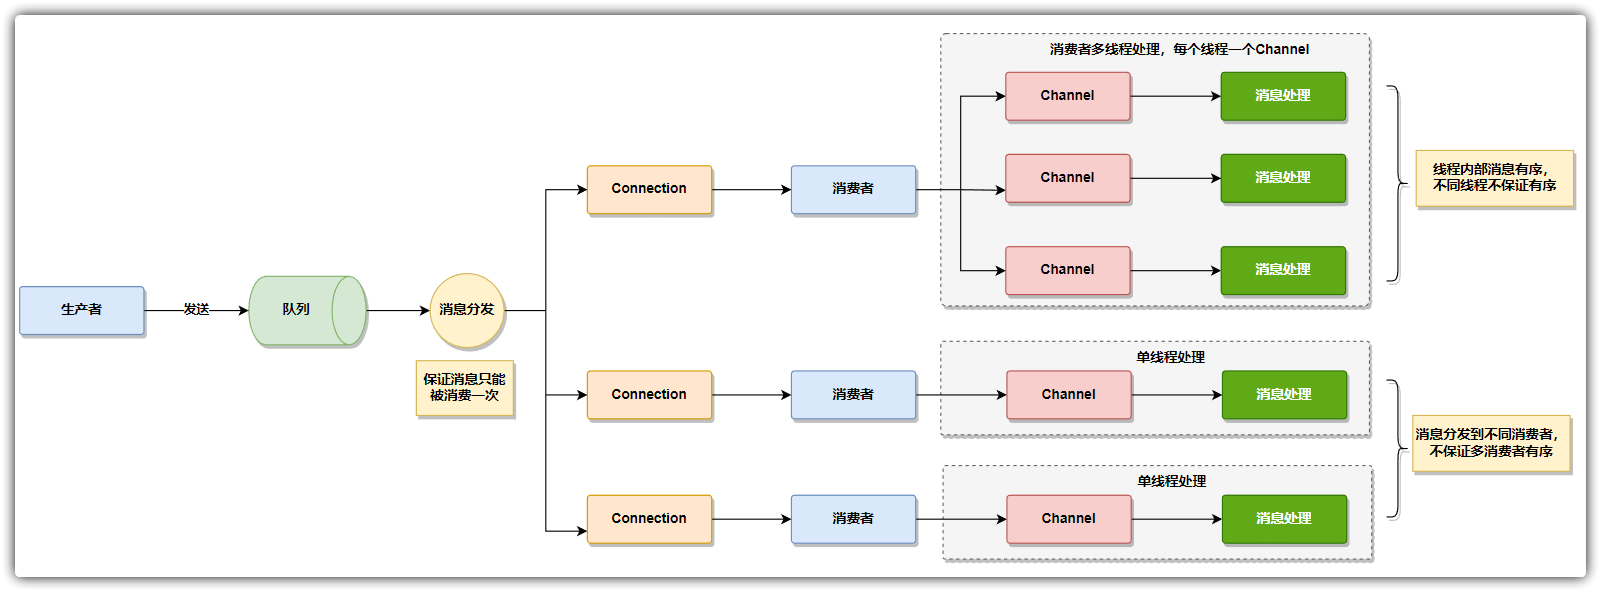 生产者
发送
队列
消息分发
保证消息只能
被消费一次
Connection
消费者
消费者多线程处理，每个线程一个Channel
Channel
消息处理
Channel
消息处理
Channel
消息处理
线程内部消息有序，
不同线程不保证有序
Connection
消费者
单线程处理
Channel
消息处理
Connection
消费者
单线程处理
Channel
消息处理
消息分发到不同消费者，
不保证多消费者有序